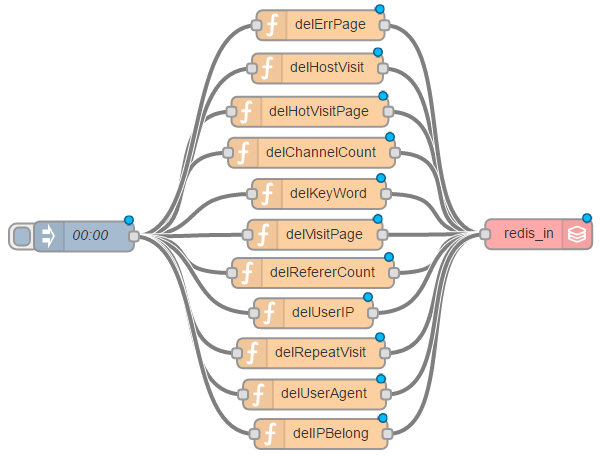 delErrPage
delHostVisit
delHotVisitPage
delChannelCount
delKeyWord
00:00
delVisitPage
redis_in
delRefererCount
delUserIP
delRepeatVisit
delUserAgent
delIPBelong